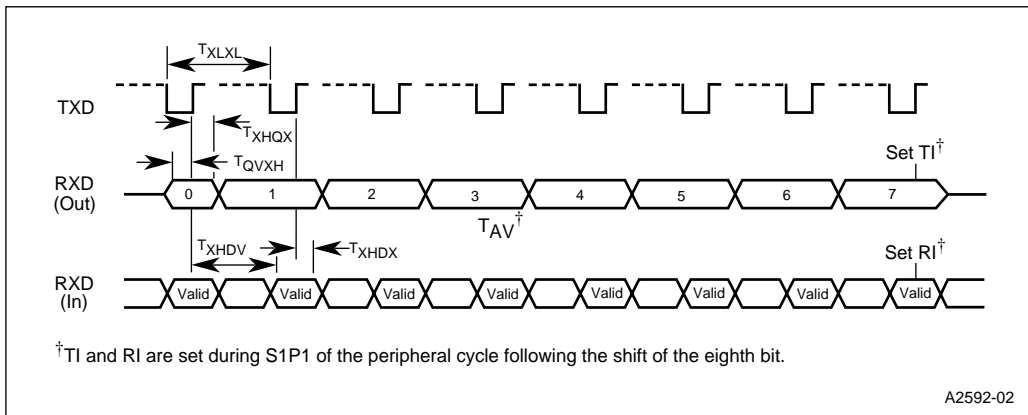 TXLXL
TXD
TXHQX
TQVXH
Set TI†
RXD
(Out)
0 1 2 3 4 5 6 7
TAV†
TXHDV
TXHDX
Set RI†
RXD
(In)
Valid Valid Valid Valid Valid Valid Valid Valid
†TI and RI are set during S1P1 of the peripheral cycle following the shift of the eighth bit.
A2592-02